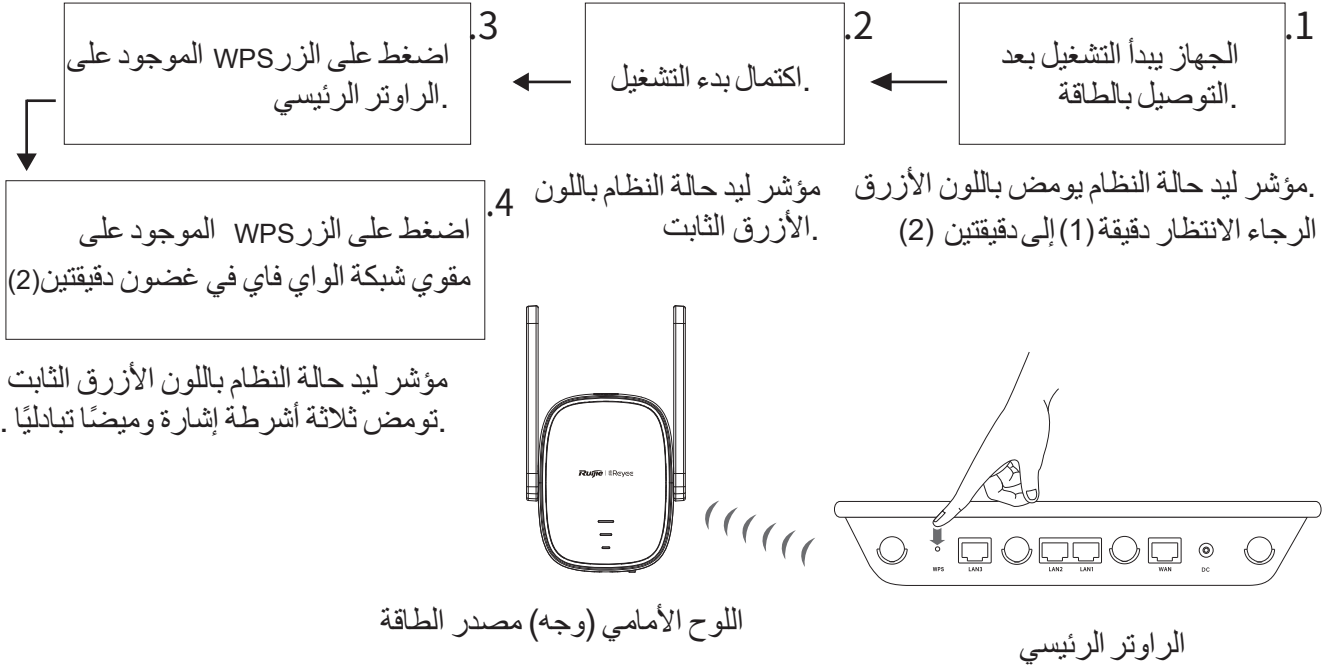 1.
الجهاز يبدأ التشغيل بعد
التوصيل بالطاقة.
مؤشر ليد حالة النظام يومض باللون الأزرق.
الرجاء الانتظار دقيقة (1) إلى دقيقتين (2)
2.
اكتمال بدء التشغيل.
مؤشر ليد حالة النظام باللون
الأزرق الثابت.
3.
اضغط على الزر WPS الموجود على
الراوتر الرئيسي.
4.
اضغط على الزر WPS الموجود على
مقوي شبكة الواي فاي في غضون دقيقتين (2)
مؤشر ليد حالة النظام باللون الأزرق الثابت
.تومض ثلاثة أشرطة إشارة وميضًا تبادليًا .
Ruijie | Reyee
WPS
LAN3
LAN2
LAN1
WAN
DC
اللوح الأمامي (وجه) مصدر الطاقة
الراوتر الرئيسي